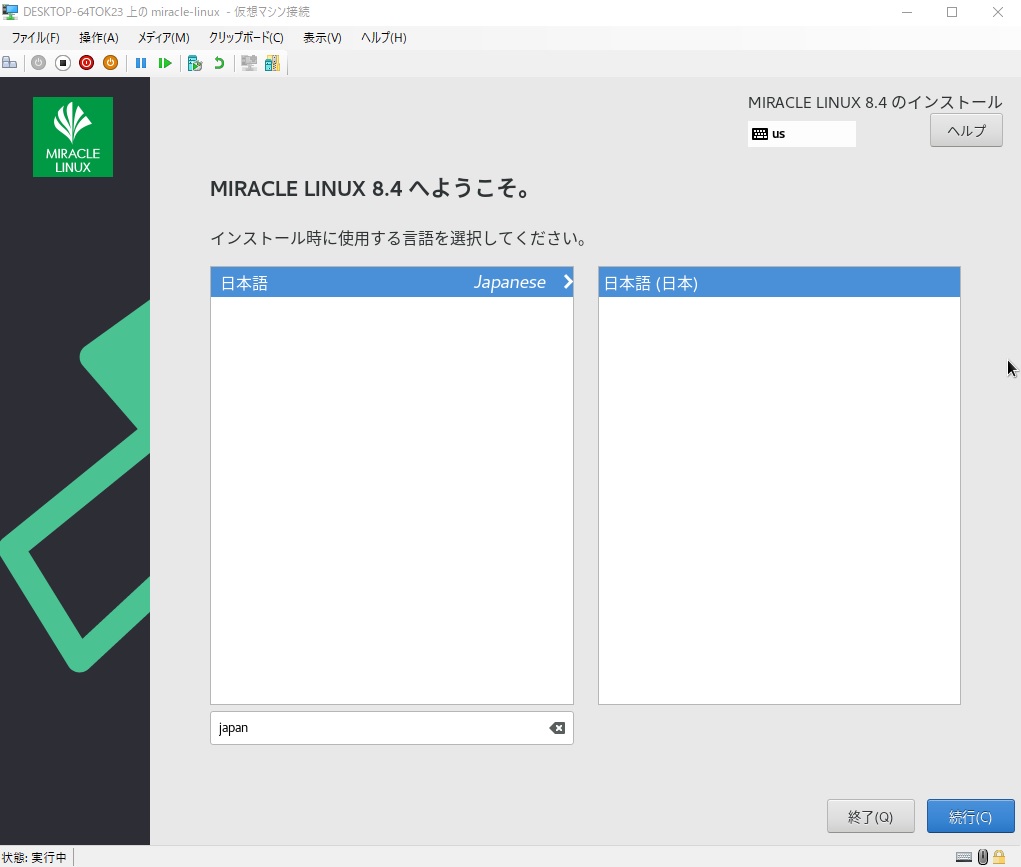 DESKTOP-64TOK23 上の miracle-linux - 仮想マシン接続
ファイル(F) 操作(A) メディア(M) クリップボード(C) 表示(V) ヘルプ(H)
MIRACLE
LINUX
MIRACLE LINUX 8.4 のインストール
us
ヘルプ
MIRACLE LINUX 8.4 へようこそ。
インストール時に使用する言語を選択してください。
日本語 Japanese
日本語 (日本)
japan
終了(Q) 続行(C)
状態: 実行中